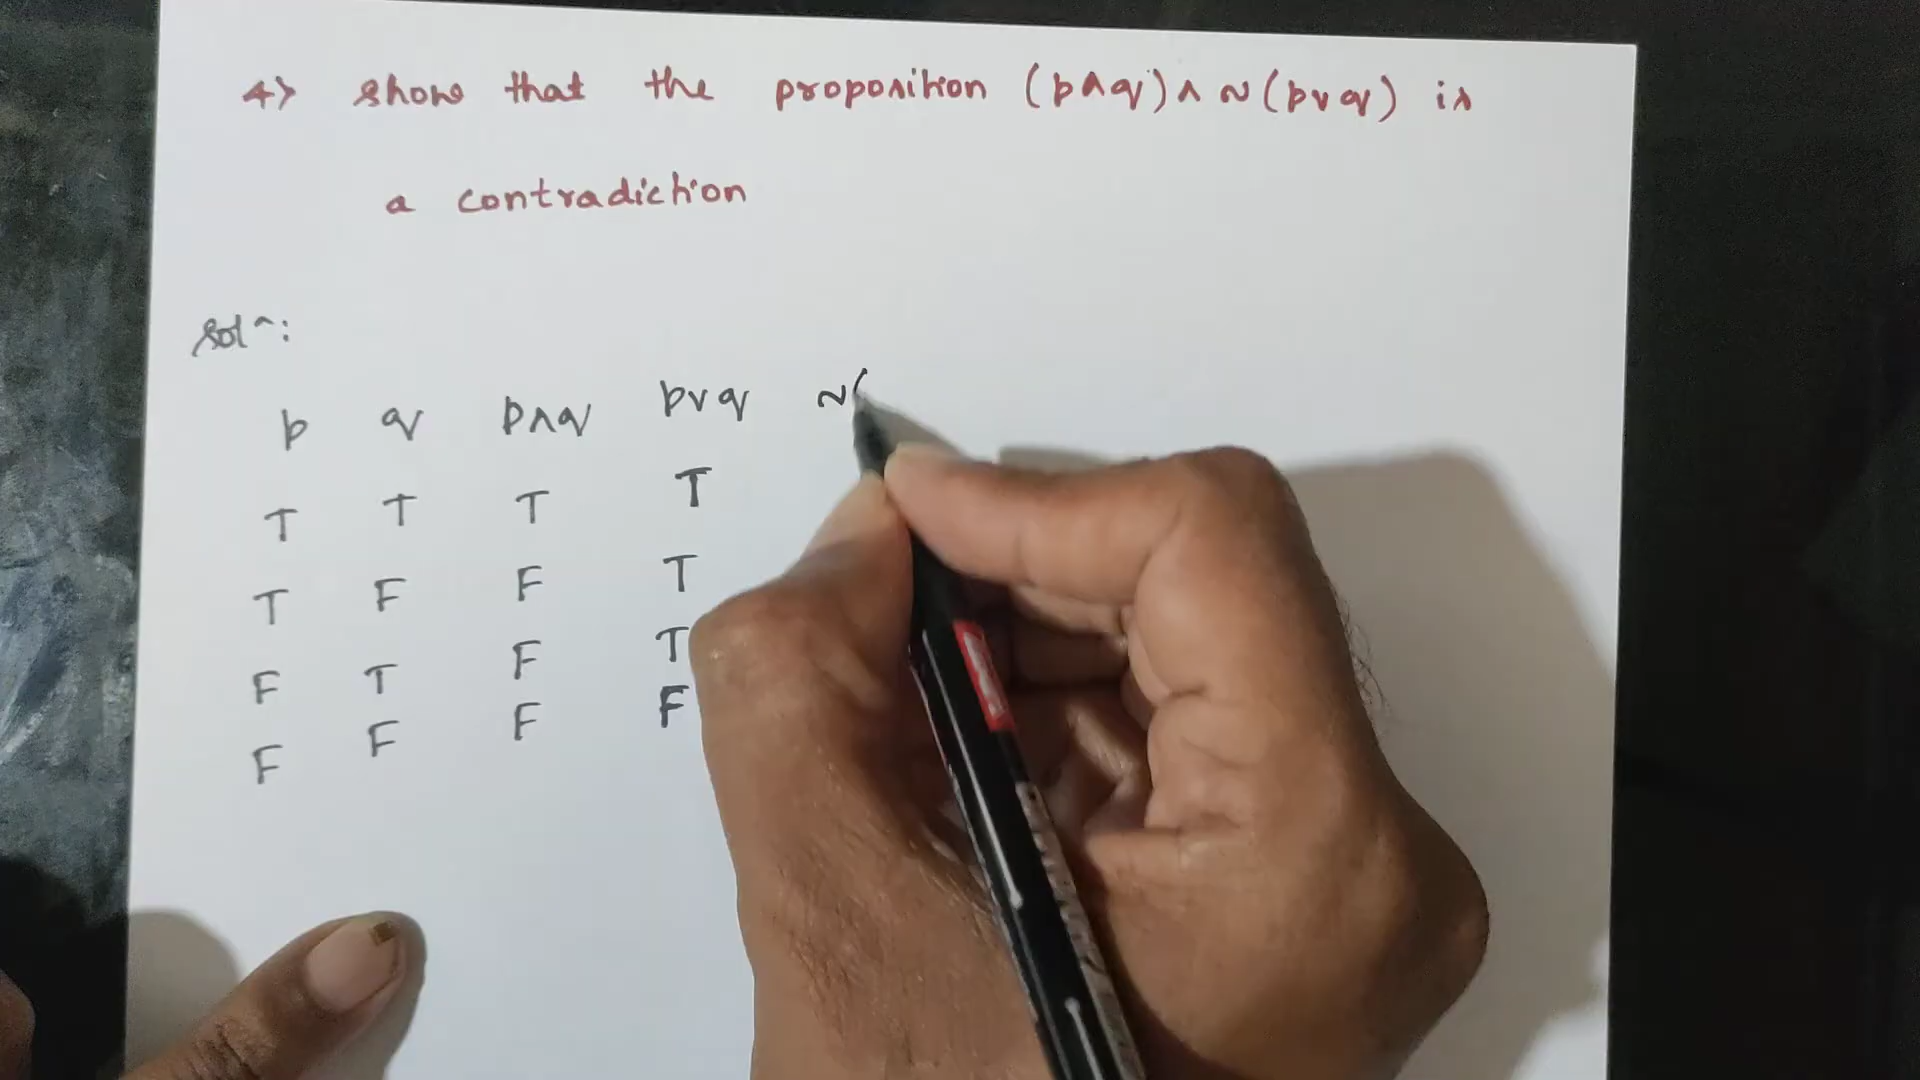 4) show that the proposition (p∧q)∧ ~(p∨q) is
a contradiction
Solⁿ:
p q p∧q p∨q ~(
T T T T
T F F T
F T F T
F F F F